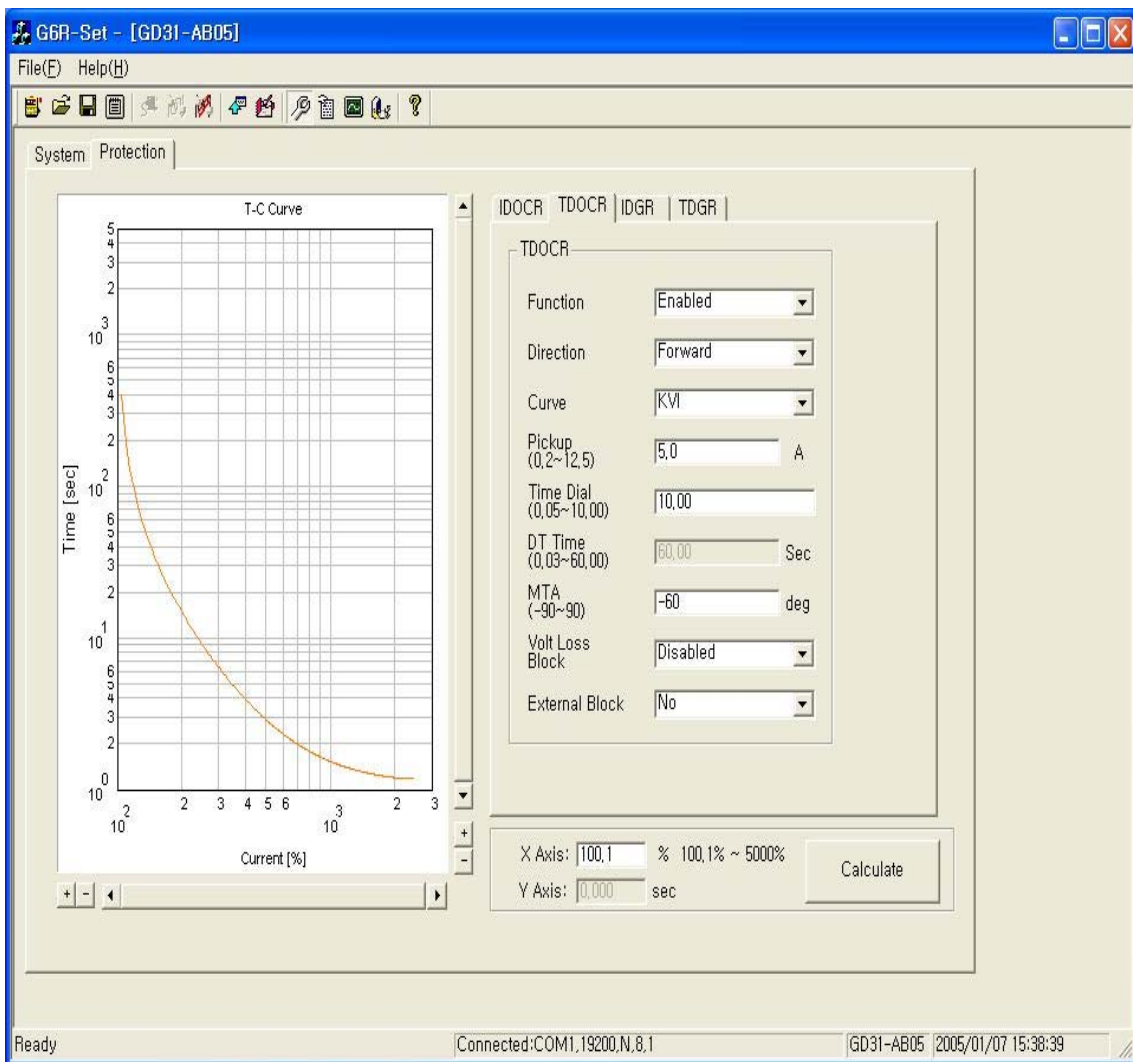 G6R-Set - [GD31-AB05]
File(F) Help(H)
System Protection
T-C Curve
5
4
3
2
10 3
6
5
4
3
2
10 2
6
5
4
3
2
10 1
6
5
4
3
2
10 0
Time [sec]
10 2 2 3 4 5 6 10 3 2 3
Current [%]
IDOCR TDOCR IDGR TDGR
TDOCR
Function Enabled
Direction Forward
Curve KVI
Pickup
(0,2~12,5) 5,0 A
Time Dial
(0,05~10,00) 10,00
DT Time
(0,03~60,00) 60,00 Sec
MTA
(-90~90) -60 deg
Volt Loss
Block Disabled
External Block No
X Axis: 100,1 % 100,1% ~ 5000%
Y Axis: 0,000 sec
Calculate
Ready Connected:COM1,19200,N,8,1 GD31-AB05 2005/01/07 15:38:39